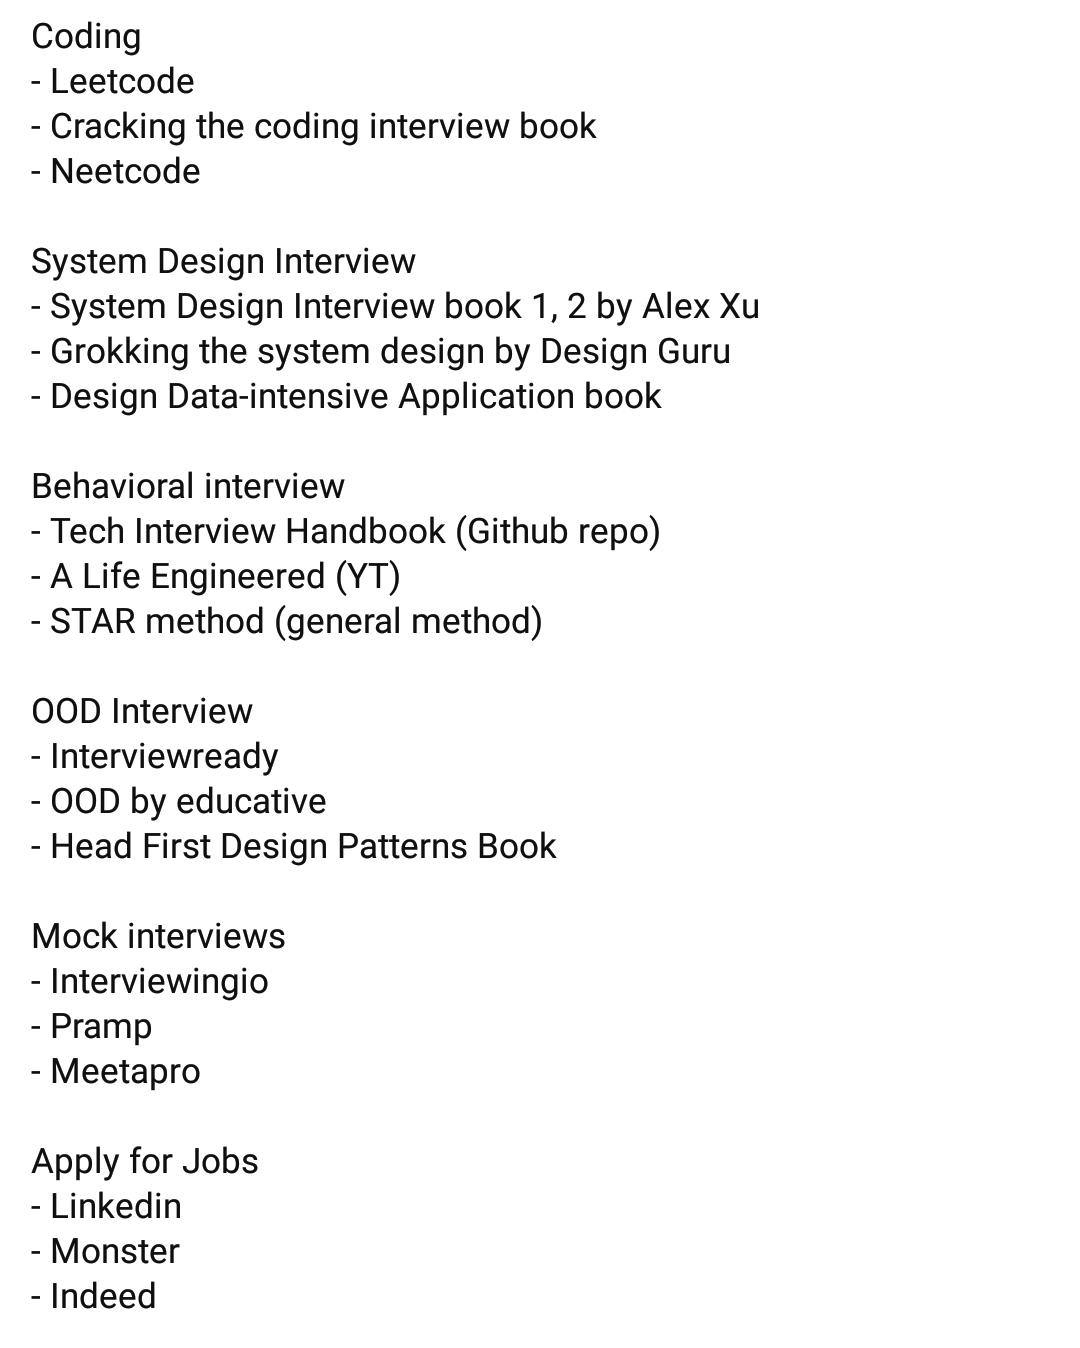 Coding
- Leetcode
- Cracking the coding interview book
- Neetcode

System Design Interview
- System Design Interview book 1, 2 by Alex Xu
- Grokking the system design by Design Guru
- Design Data-intensive Application book

Behavioral interview
- Tech Interview Handbook (Github repo)
- A Life Engineered (YT)
- STAR method (general method)

OOD Interview
- Interviewready
- OOD by educative
- Head First Design Patterns Book

Mock interviews
- Interviewingio
- Pramp
- Meetapro

Apply for Jobs
- Linkedin
- Monster
- Indeed